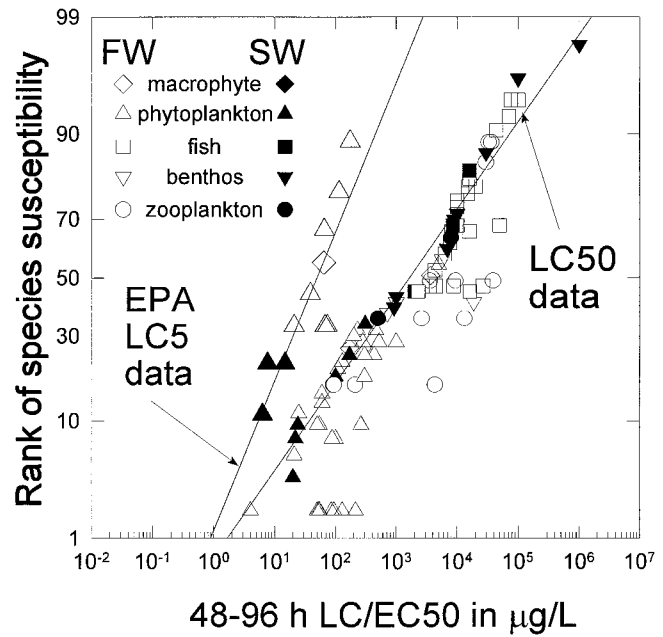 Rank of species susceptibility
99
90
70
50
30
10
1
FW SW
macrophyte
phytoplankton
fish
benthos
zooplankton
EPA
LC5
data
LC50
data
10⁻² 10⁻¹ 10⁰ 10¹ 10² 10³ 10⁴ 10⁵ 10⁶ 10⁷
48-96 h LC/EC50 in μg/L